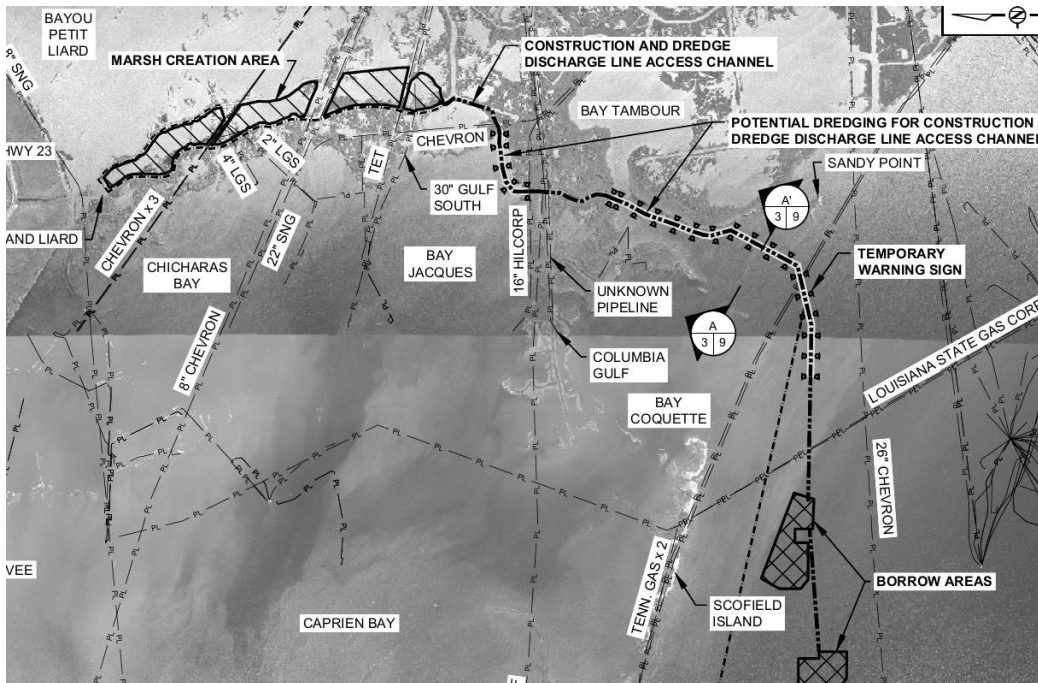 BAYOU
PETIT
LIARD
MARSH CREATION AREA
CONSTRUCTION AND DREDGE
DISCHARGE LINE ACCESS CHANNEL
SNG
HWY 23
2" LGS
4" LGS
TET
CHEVRON
BAY TAMBOUR
POTENTIAL DREDGING FOR CONSTRUCTION
DREDGE DISCHARGE LINE ACCESS CHANNEL
SANDY POINT
A'
3 9
30" GULF
SOUTH
AND LIARD
CHEVRON x 3
CHICHARAS
BAY
22" SNG
BAY
JACQUES
16" HILCORP
UNKNOWN
PIPELINE
TEMPORARY
WARNING SIGN
A
3 9
8" CHEVRON
COLUMBIA
GULF
BAY
COQUETTE
LOUISIANA STATE GAS CORP
26" CHEVRON
VEE
CAPRIEN BAY
TENN. GAS x 2
SCOFIELD
ISLAND
BORROW AREAS